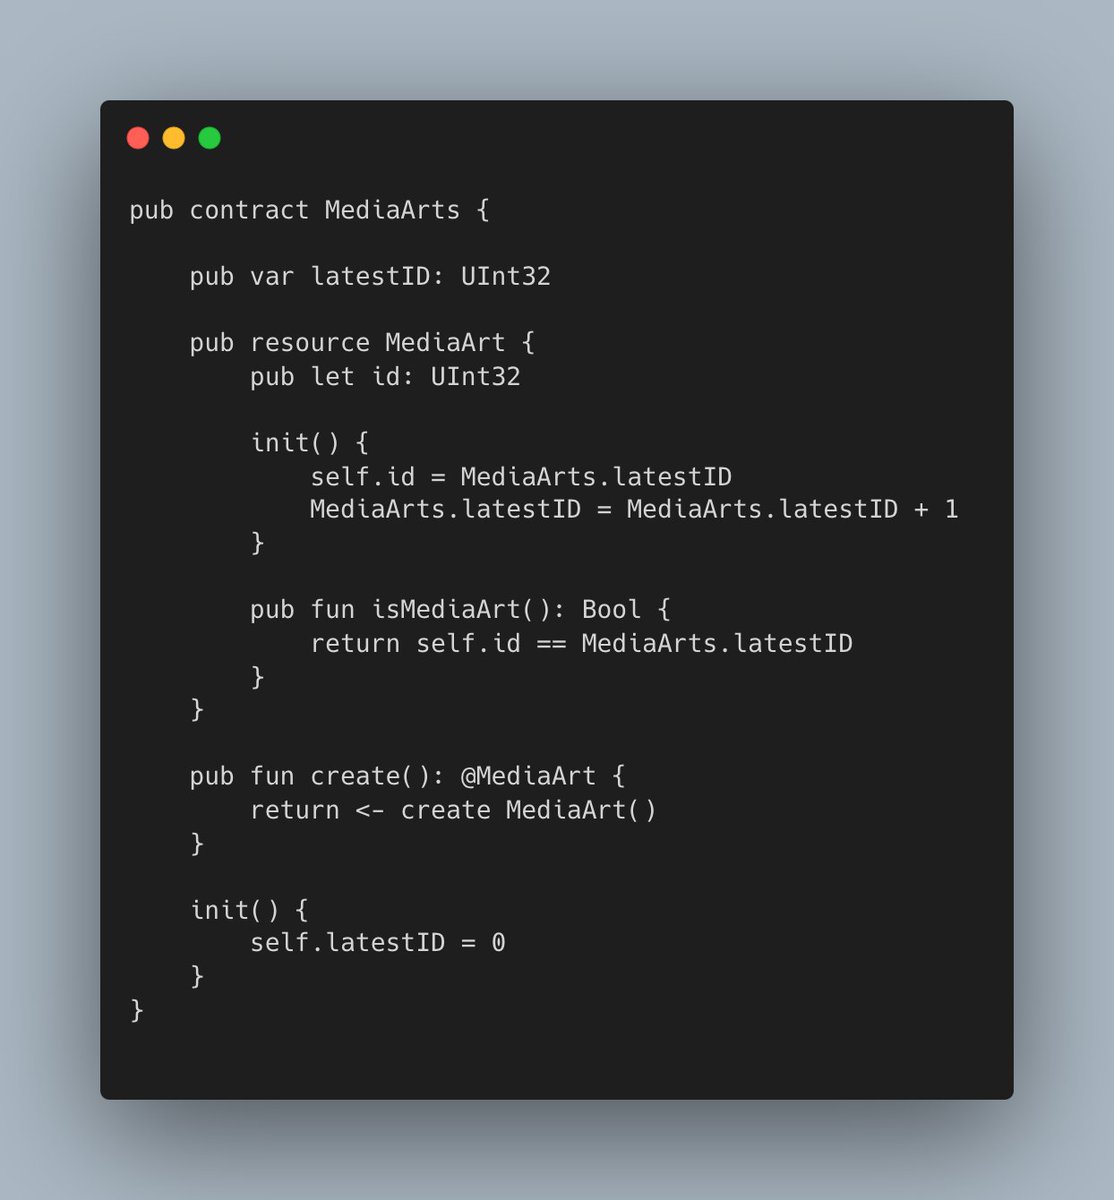 pub contract MediaArts {
    pub var latestID: UInt32
    pub resource MediaArt {
        pub let id: UInt32
        init() {
            self.id = MediaArts.latestID
            MediaArts.latestID = MediaArts.latestID + 1
        }
        pub fun isMediaArt(): Bool {
            return self.id == MediaArts.latestID
        }
    }
    pub fun create(): @MediaArt {
        return <- create MediaArt()
    }
    init() {
        self.latestID = 0
    }
}